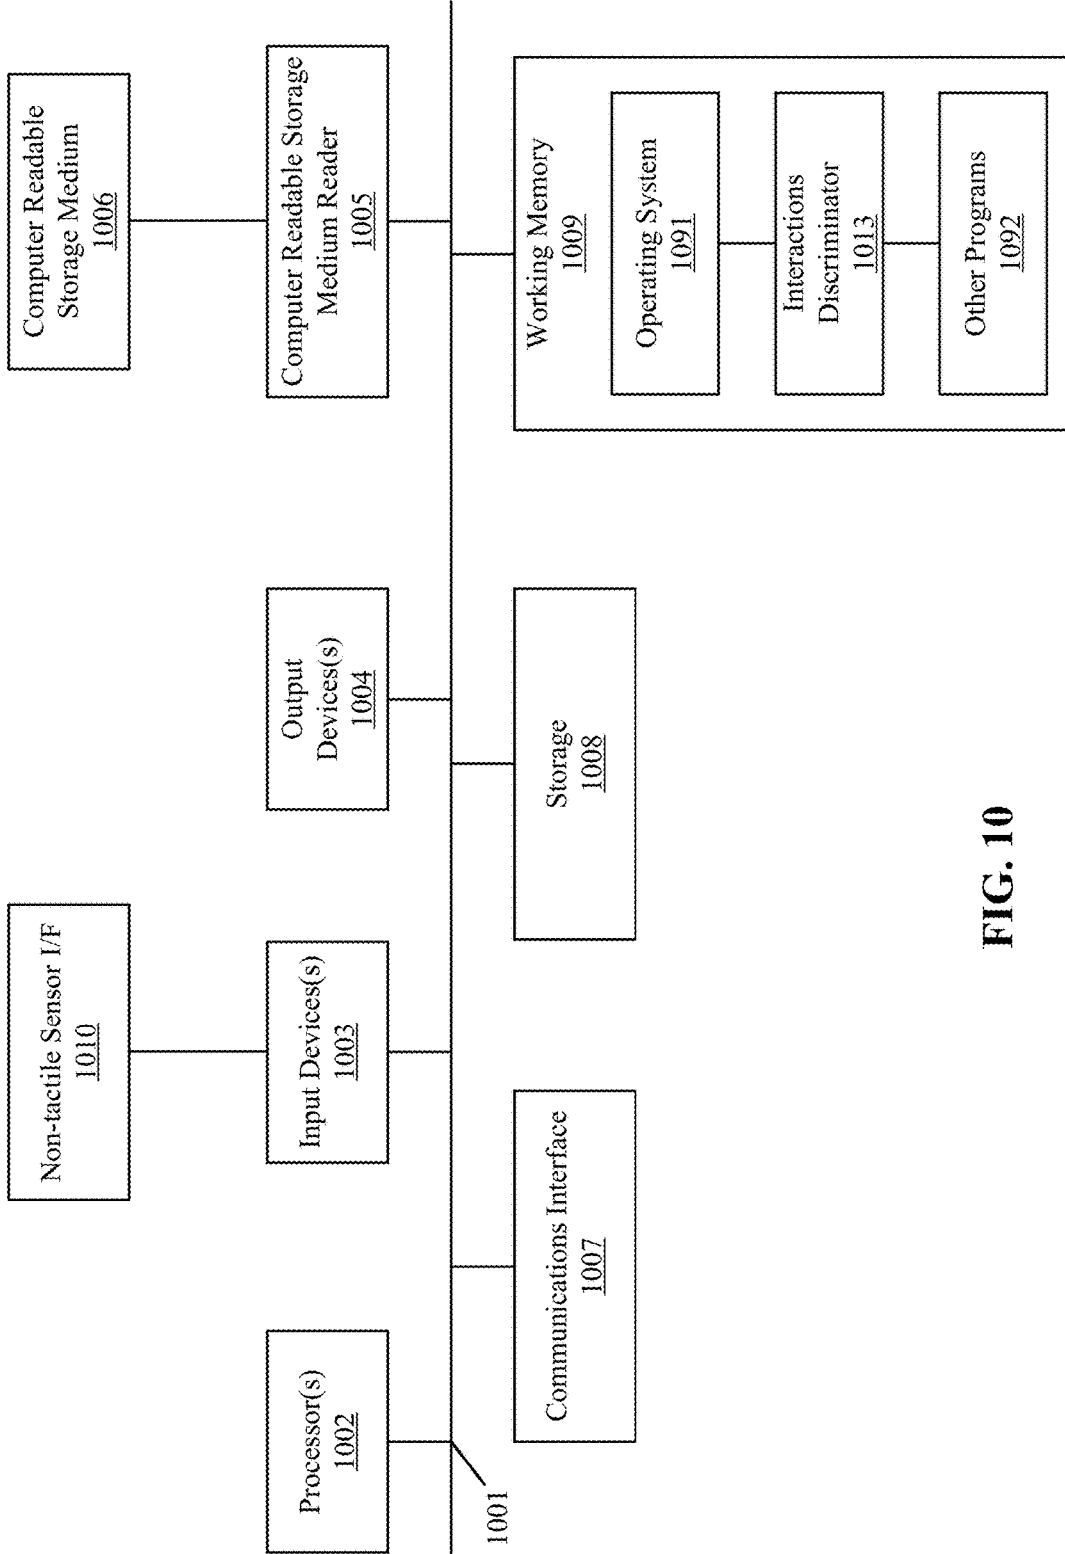 Non-tactile Sensor I/F
1010
Computer Readable
Storage Medium
1006
Processor(s)
1002
Input Devices(s)
1003
Output
Devices(s)
1004
Computer Readable Storage
Medium Reader
1005
1001
Communications Interface
1007
Storage
1008
Working Memory
1009
Operating System
1091
Interactions
Discriminator
1013
Other Programs
1092
FIG. 10